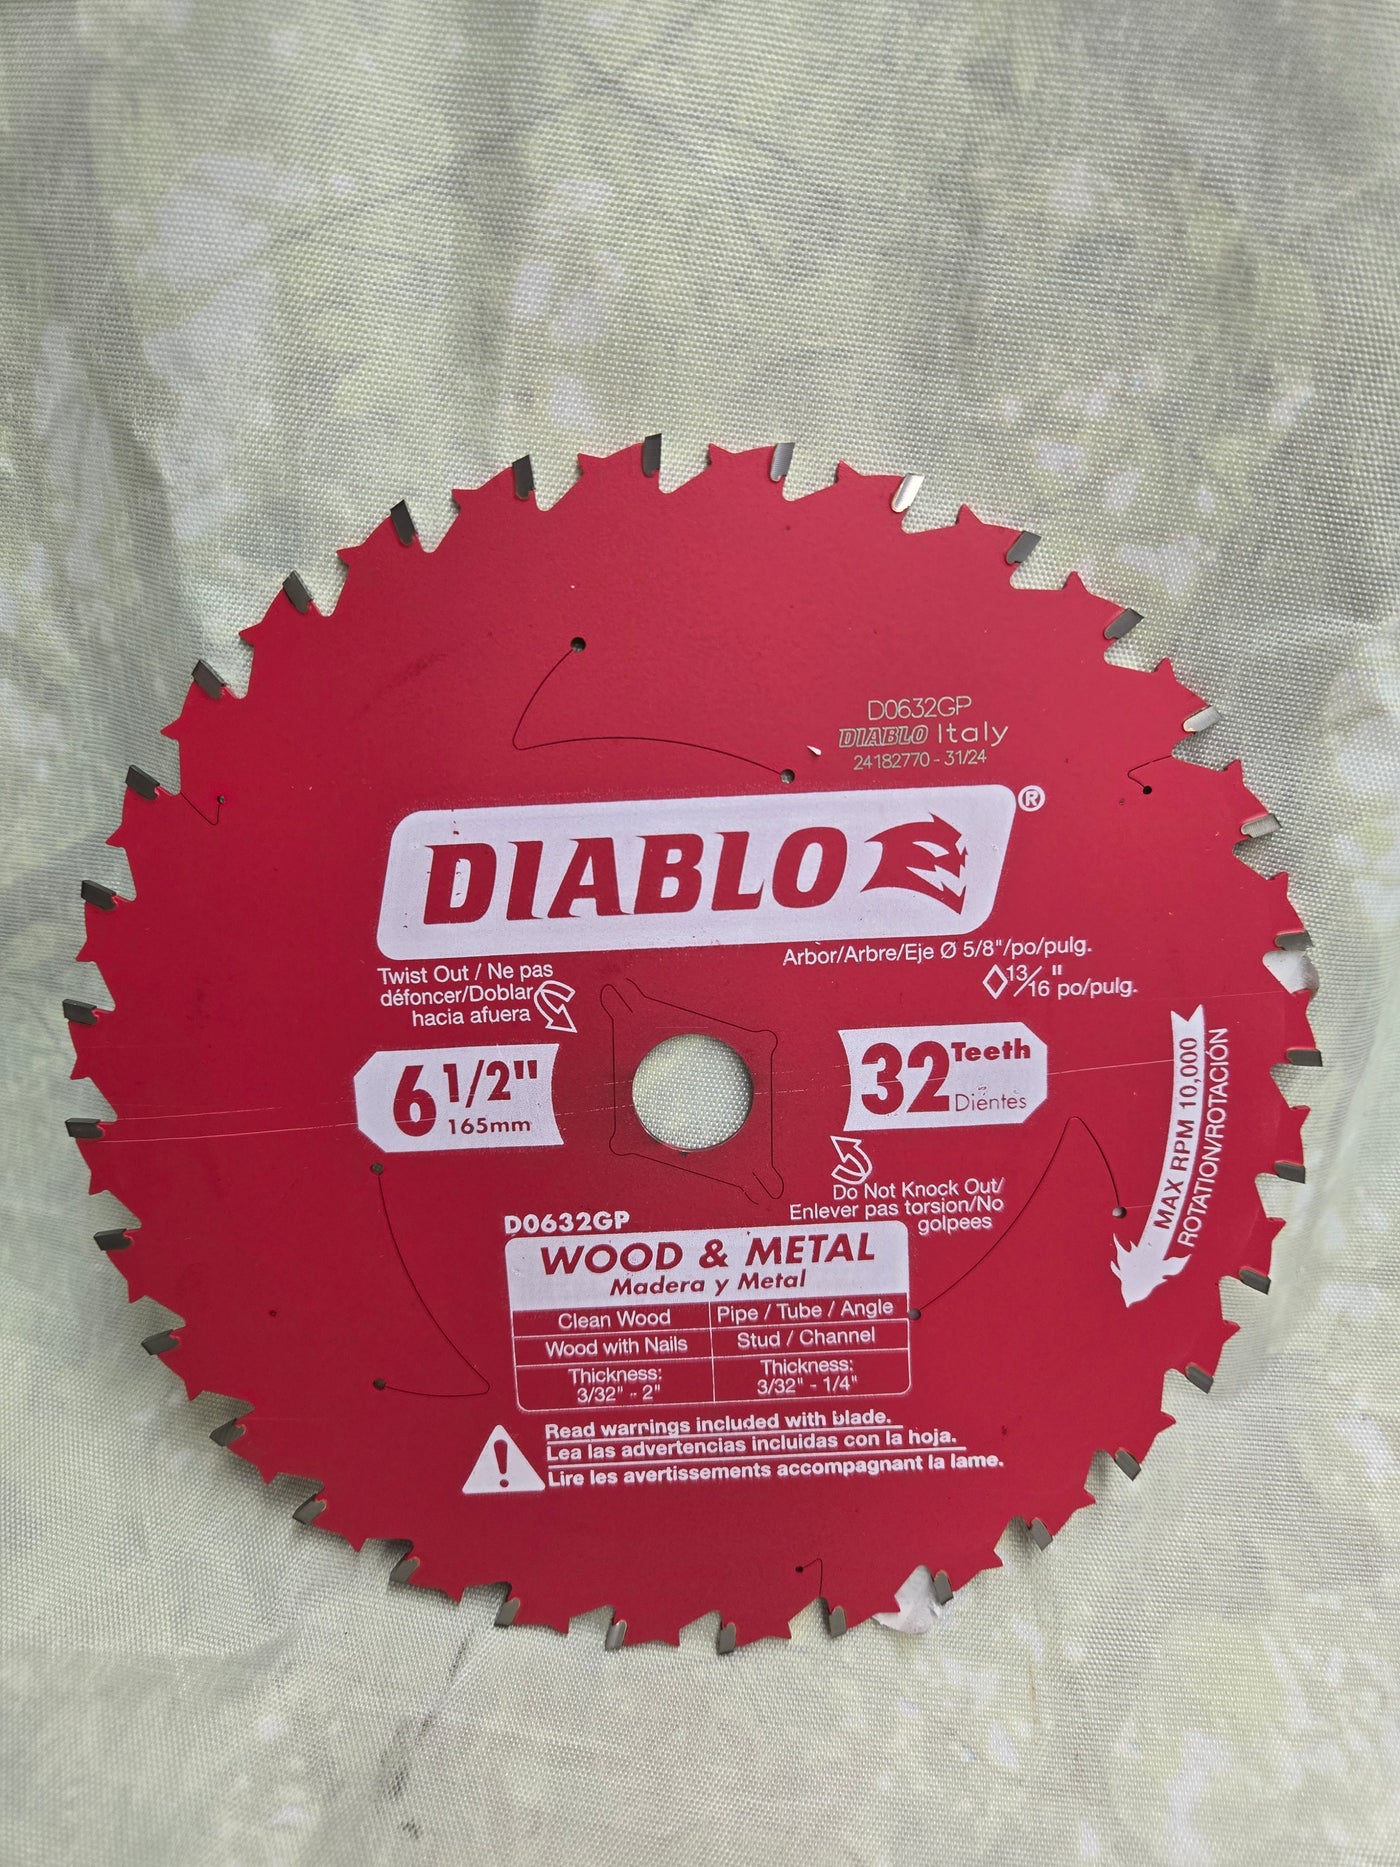 D0632GP
DIABLO Italy
24182770 - 31/24
DIABLO ®
Arbor/Arbre/Eje Ø 5/8"/po/pulg.
◇13/16" po/pulg.
Twist Out / Ne pas
défoncer/Doblar
hacia afuera
6 1/2"
165mm
32 Teeth
Dientes
MAX RPM 10,000
ROTATION/ROTACIÓN
Do Not Knock Out/
Enlever pas torsion/No
golpees
D0632GP
WOOD & METAL
Madera y Metal
Clean Wood
Pipe / Tube / Angle
Wood with Nails
Stud / Channel
Thickness:
3/32" - 2"
Thickness:
3/32" - 1/4"
Read warnings included with blade.
Lea las advertencias incluidas con la hoja.
Lire les avertissements accompagnant la lame.